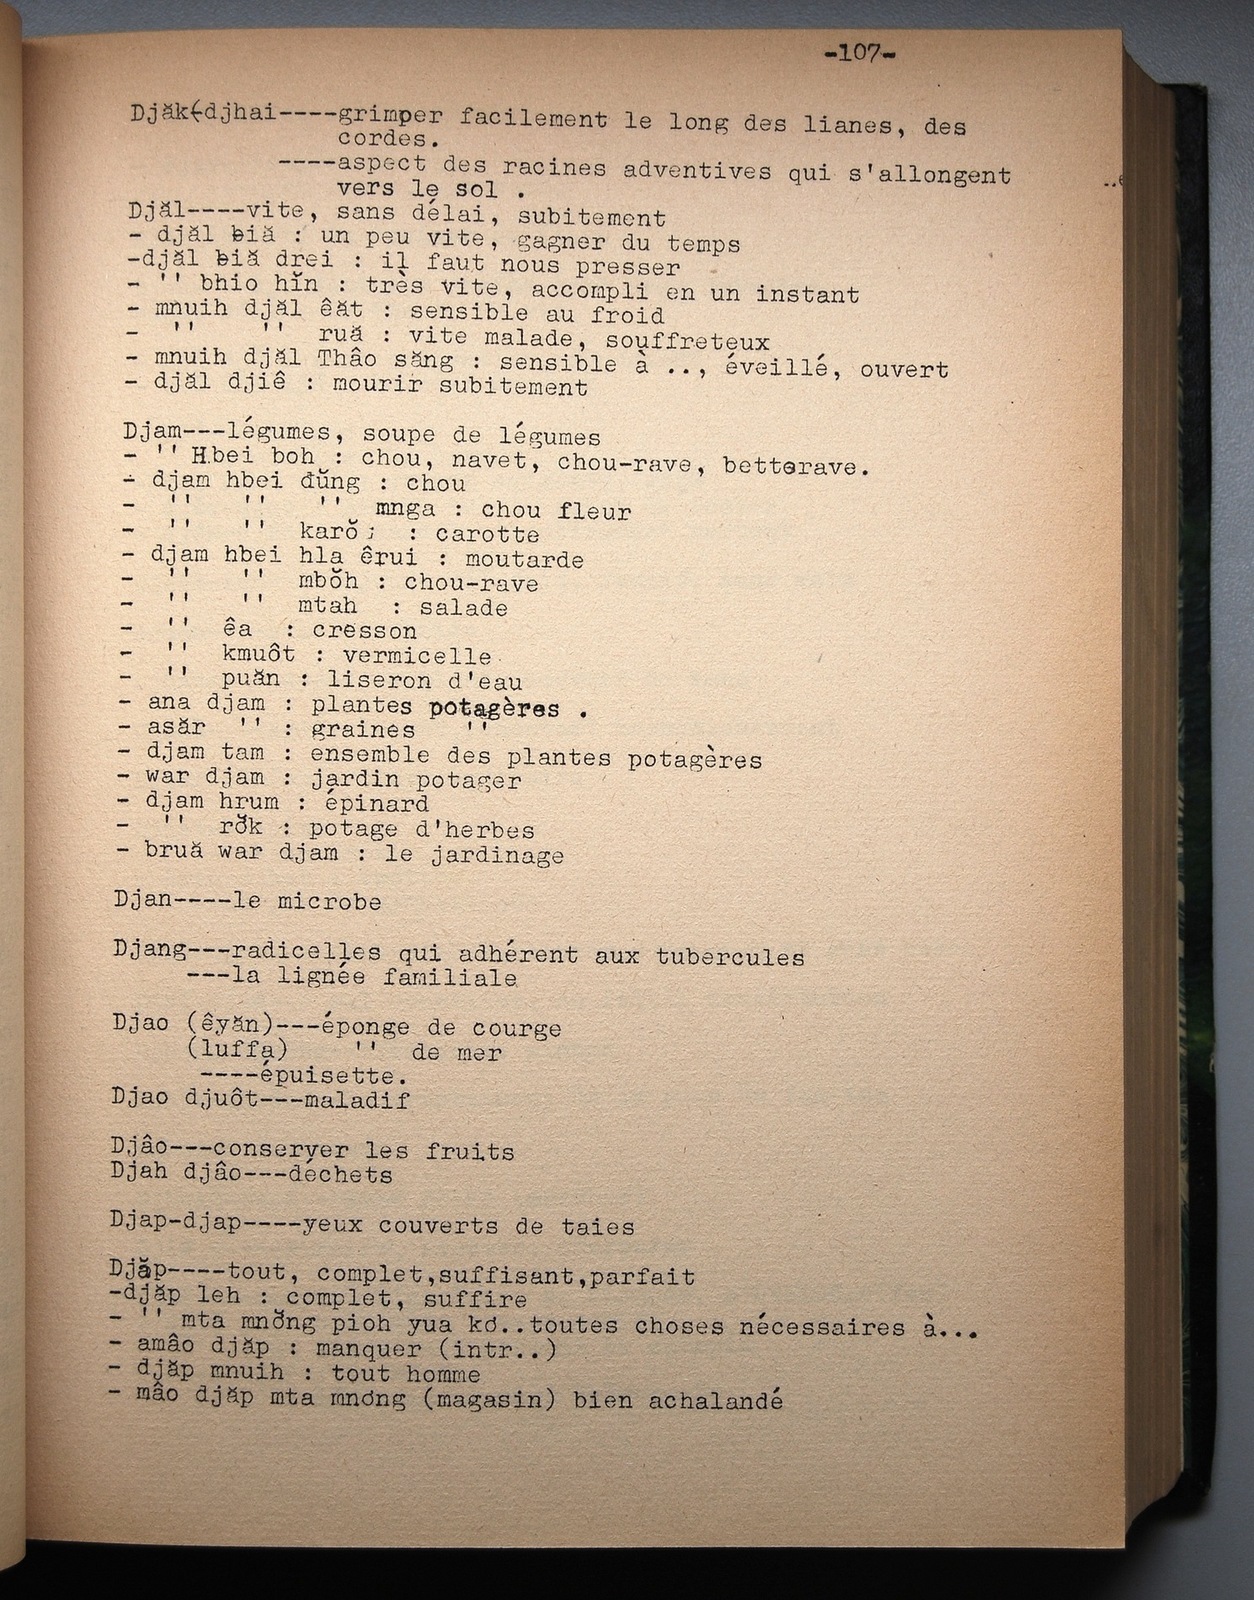 -107-
Djăk-djhai----grimper facilement le long des lianes, des
cordes.
----aspect des racines adventives qui s'allongent
vers le sol .
Djăl----vite, sans délai, subitement
- djăl ƀiă : un peu vite, gagner du temps
-djăl ƀiă drei : il faut nous presser
- '' bhio hĭn : très vite, accompli en un instant
- mnuih djăl êăt : sensible au froid
- '' '' ruă : vite malade, souffreteux
- mnuih djăl Thâo săng : sensible à .., éveillé, ouvert
- djăl djiê : mourir subitement
Djam---légumes, soupe de légumes
- '' Hbei boh : chou, navet, chou-rave, betterave.
- djam hbei đŭng : chou
- '' '' '' mnga : chou fleur
- '' '' karŏ : carotte
- djam hbei hla êrui : moutarde
- '' '' mbŏh : chou-rave
- '' '' mtah : salade
- '' êa : cresson
- '' kmuôt : vermicelle
- '' puăn : liseron d'eau
- ana djam : plantes potagères .
- asăr '' : graines ''
- djam tam : ensemble des plantes potagères
- war djam : jardin potager
- djam hrum : épinard
- '' rơ̆k : potage d'herbes
- bruă war djam : le jardinage
Djan----le microbe
Djang---radicelles qui adhérent aux tubercules
---la lignée familiale
Djao (êyăn)---éponge de courge
(luffa) '' de mer
----épuisette.
Djao djuôt---maladif
Djâo---conserver les fruits
Djah djâo---déchets
Djap-djap----yeux couverts de taies
Djăp----tout, complet,suffisant,parfait
-djăp leh : complet, suffire
- '' mta mnơ̆ng pioh yua kơ..toutes choses nécessaires à...
- amâo djăp : manquer (intr..)
- djăp mnuih : tout homme
- mâo djăp mta mnơng (magasin) bien achalandé